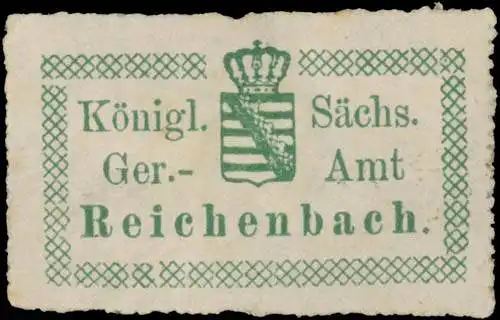 Königl. Sächs.
Ger.- Amt
Reichenbach.